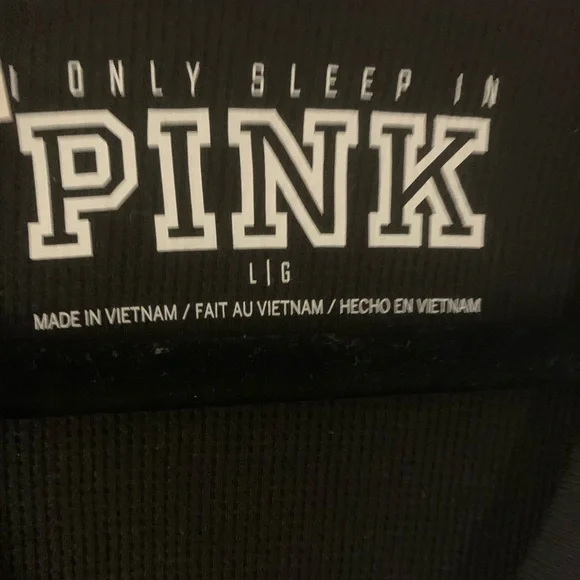 I ONLY SLEEP IN
PINK
L|G
MADE IN VIETNAM / FAIT AU VIETNAM / HECHO EN VIETNAM